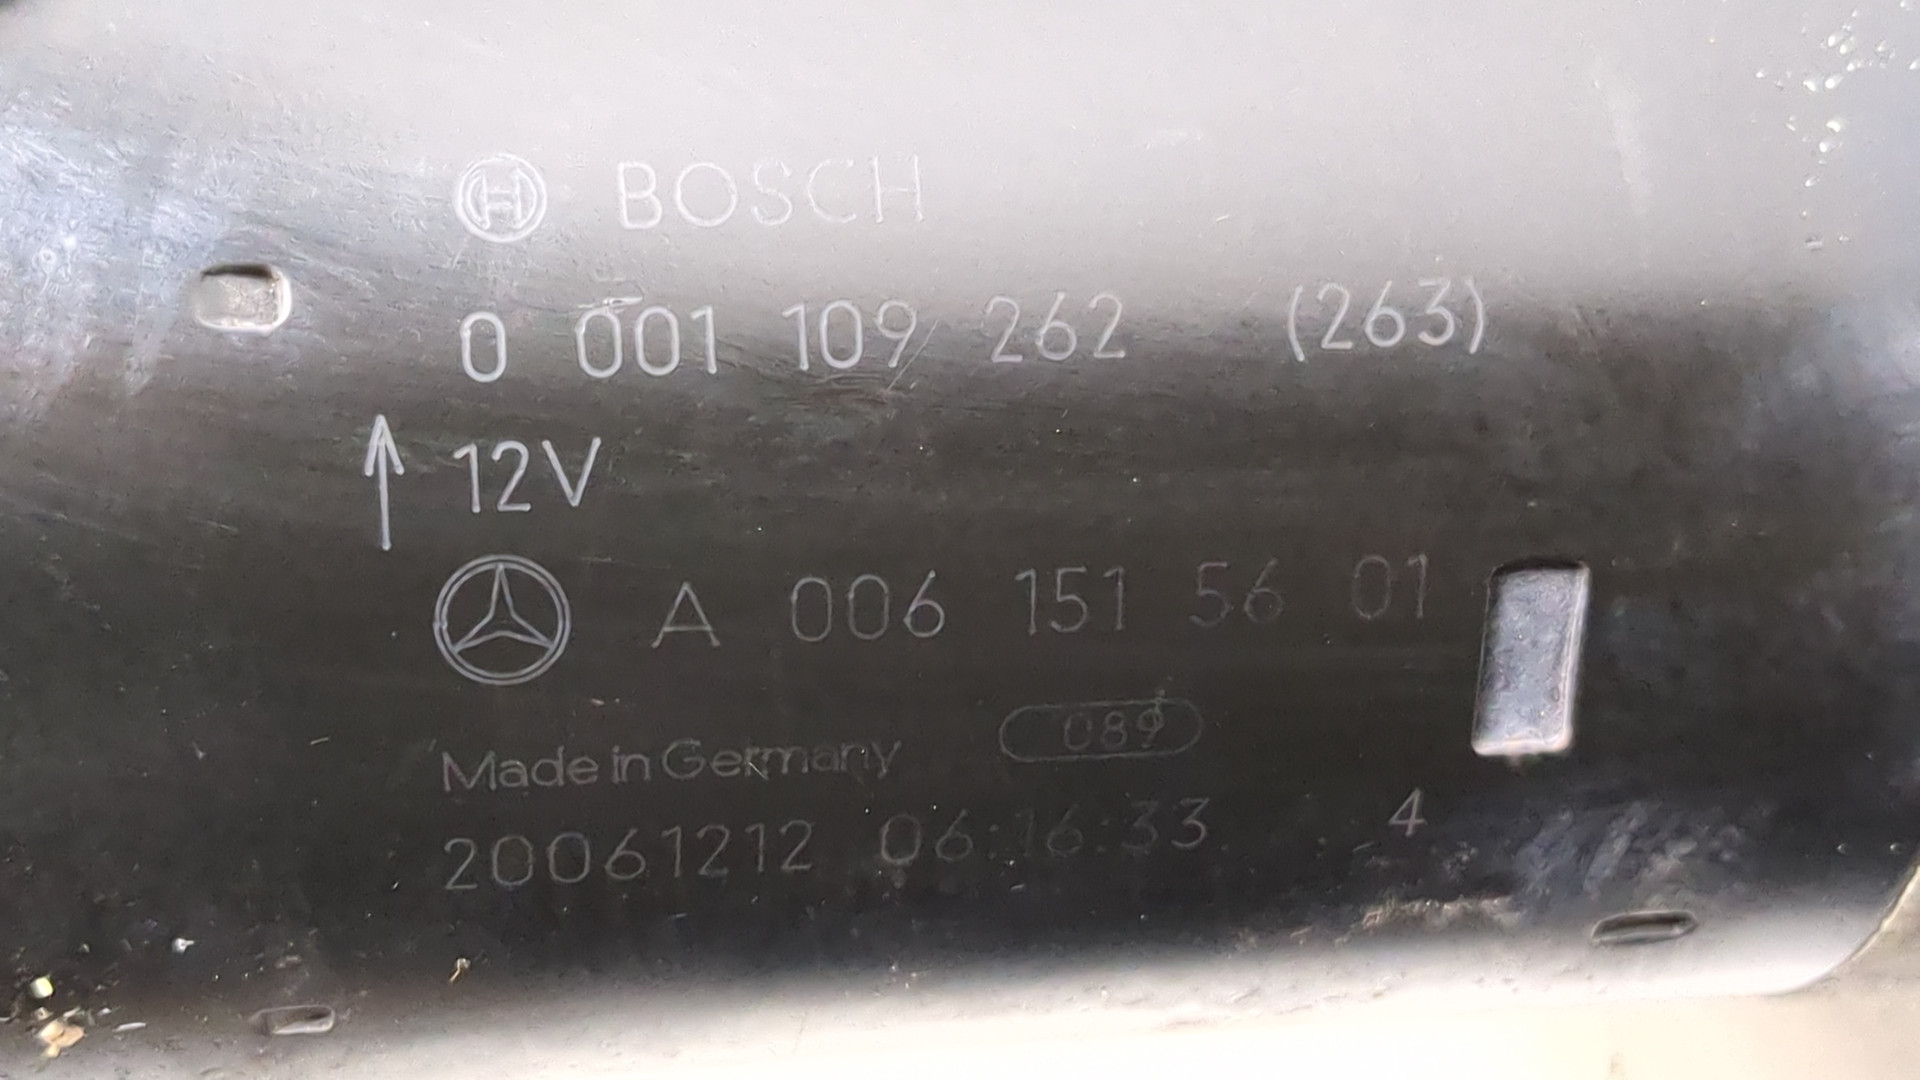 BOSCH
0 001 109 262 (263)
12V
A 006 151 56 01
Made in Germany 089
20061212 06:16:33 4